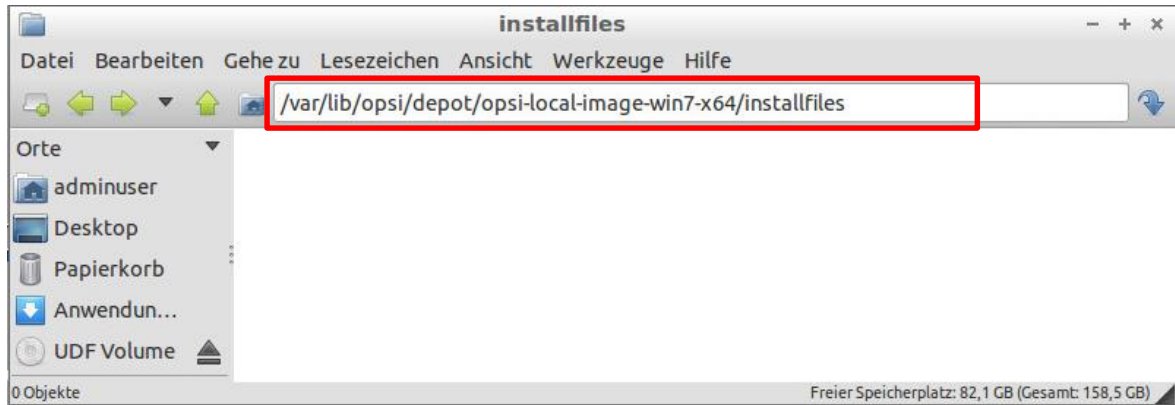 installfiles
Datei Bearbeiten Gehe zu Lesezeichen Ansicht Werkzeuge Hilfe
/var/lib/opsi/depot/opsi-local-image-win7-x64/installfiles
Orte
adminuser
Desktop
Papierkorb
Anwendun...
UDF Volume
0 Objekte Freier Speicherplatz: 82,1 GB (Gesamt: 158,5 GB)